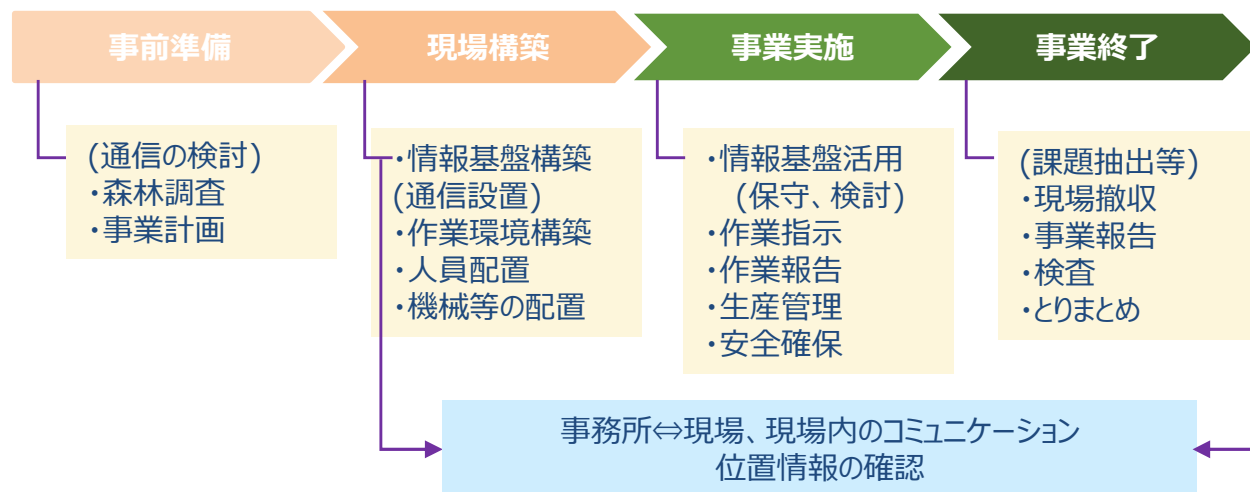 事前準備
現場構築
事業実施
事業終了
(通信の検討)
・森林調査
・事業計画
・情報基盤構築
(通信設置)
・作業環境構築
・人員配置
・機械等の配置
・情報基盤活用
(保守、検討)
・作業指示
・作業報告
・生産管理
・安全確保
(課題抽出等)
・現場撤収
・事業報告
・検査
・とりまとめ
事務所⇔現場、現場内のコミュニケーション
位置情報の確認